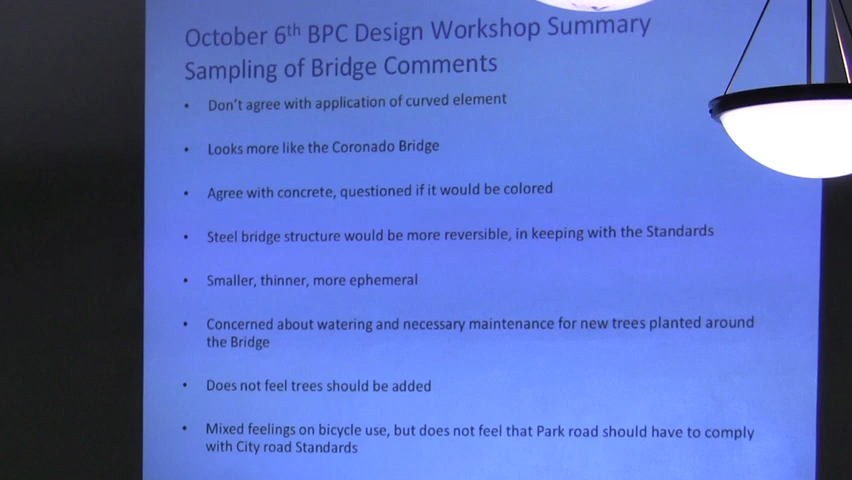 October 6th BPC Design Workshop Summary
Sampling of Bridge Comments
• Don't agree with application of curved element
• Looks more like the Coronado Bridge
• Agree with concrete, questioned if it would be colored
• Steel bridge structure would be more reversible, in keeping with the Standards
• Smaller, thinner, more ephemeral
• Concerned about watering and necessary maintenance for new trees planted around
the Bridge
• Does not feel trees should be added
• Mixed feelings on bicycle use, but does not feel that Park road should have to comply
with City road Standards